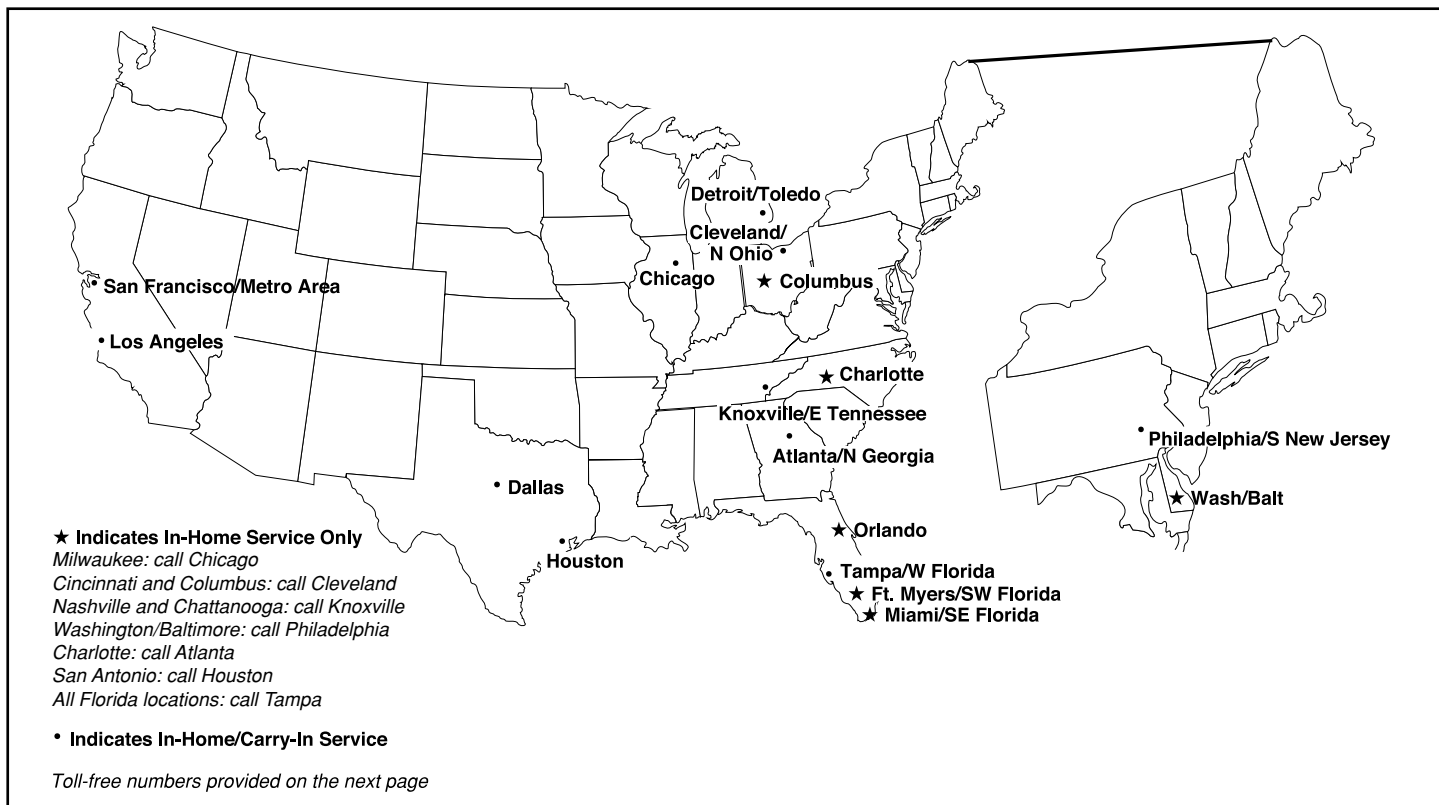 Detroit/Toledo
Cleveland/
N Ohio
Chicago
★ Columbus
San Francisco/Metro Area
Los Angeles
★ Charlotte
Knoxville/E Tennessee
Philadelphia/S New Jersey
Atlanta/N Georgia
Dallas
★ Wash/Balt
★ Orlando
Houston
Tampa/W Florida
★ Ft. Myers/SW Florida
★ Miami/SE Florida
★ Indicates In-Home Service Only
Milwaukee: call Chicago
Cincinnati and Columbus: call Cleveland
Nashville and Chattanooga: call Knoxville
Washington/Baltimore: call Philadelphia
Charlotte: call Atlanta
San Antonio: call Houston
All Florida locations: call Tampa
• Indicates In-Home/Carry-In Service
Toll-free numbers provided on the next page